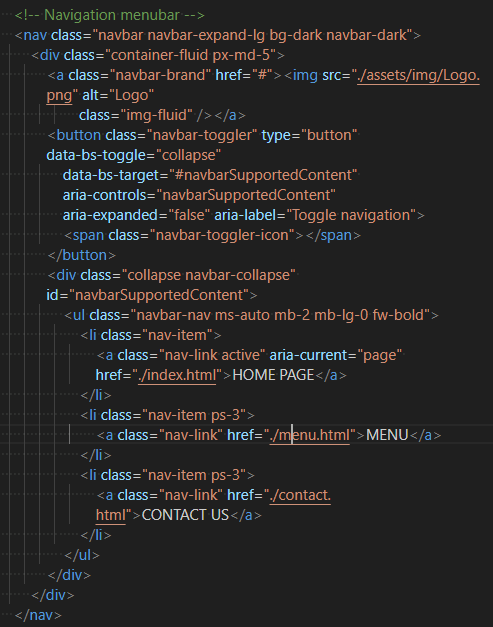 <!-- Navigation menubar -->
<nav class="navbar navbar-expand-lg bg-dark navbar-dark">
<div class="container-fluid px-md-5">
<a class="navbar-brand" href="#"><img src="./assets/img/Logo.
png" alt="Logo"
class="img-fluid" /></a>
<button class="navbar-toggler" type="button"
data-bs-toggle="collapse"
data-bs-target="#navbarSupportedContent"
aria-controls="navbarSupportedContent"
aria-expanded="false" aria-label="Toggle navigation">
<span class="navbar-toggler-icon"></span>
</button>
<div class="collapse navbar-collapse"
id="navbarSupportedContent">
<ul class="navbar-nav ms-auto mb-2 mb-lg-0 fw-bold">
<li class="nav-item">
<a class="nav-link active" aria-current="page"
href="./index.html">HOME PAGE</a>
</li>
<li class="nav-item ps-3">
<a class="nav-link" href="./menu.html">MENU</a>
</li>
<li class="nav-item ps-3">
<a class="nav-link" href="./contact.
html">CONTACT US</a>
</li>
</ul>
</div>
</div>
</nav>